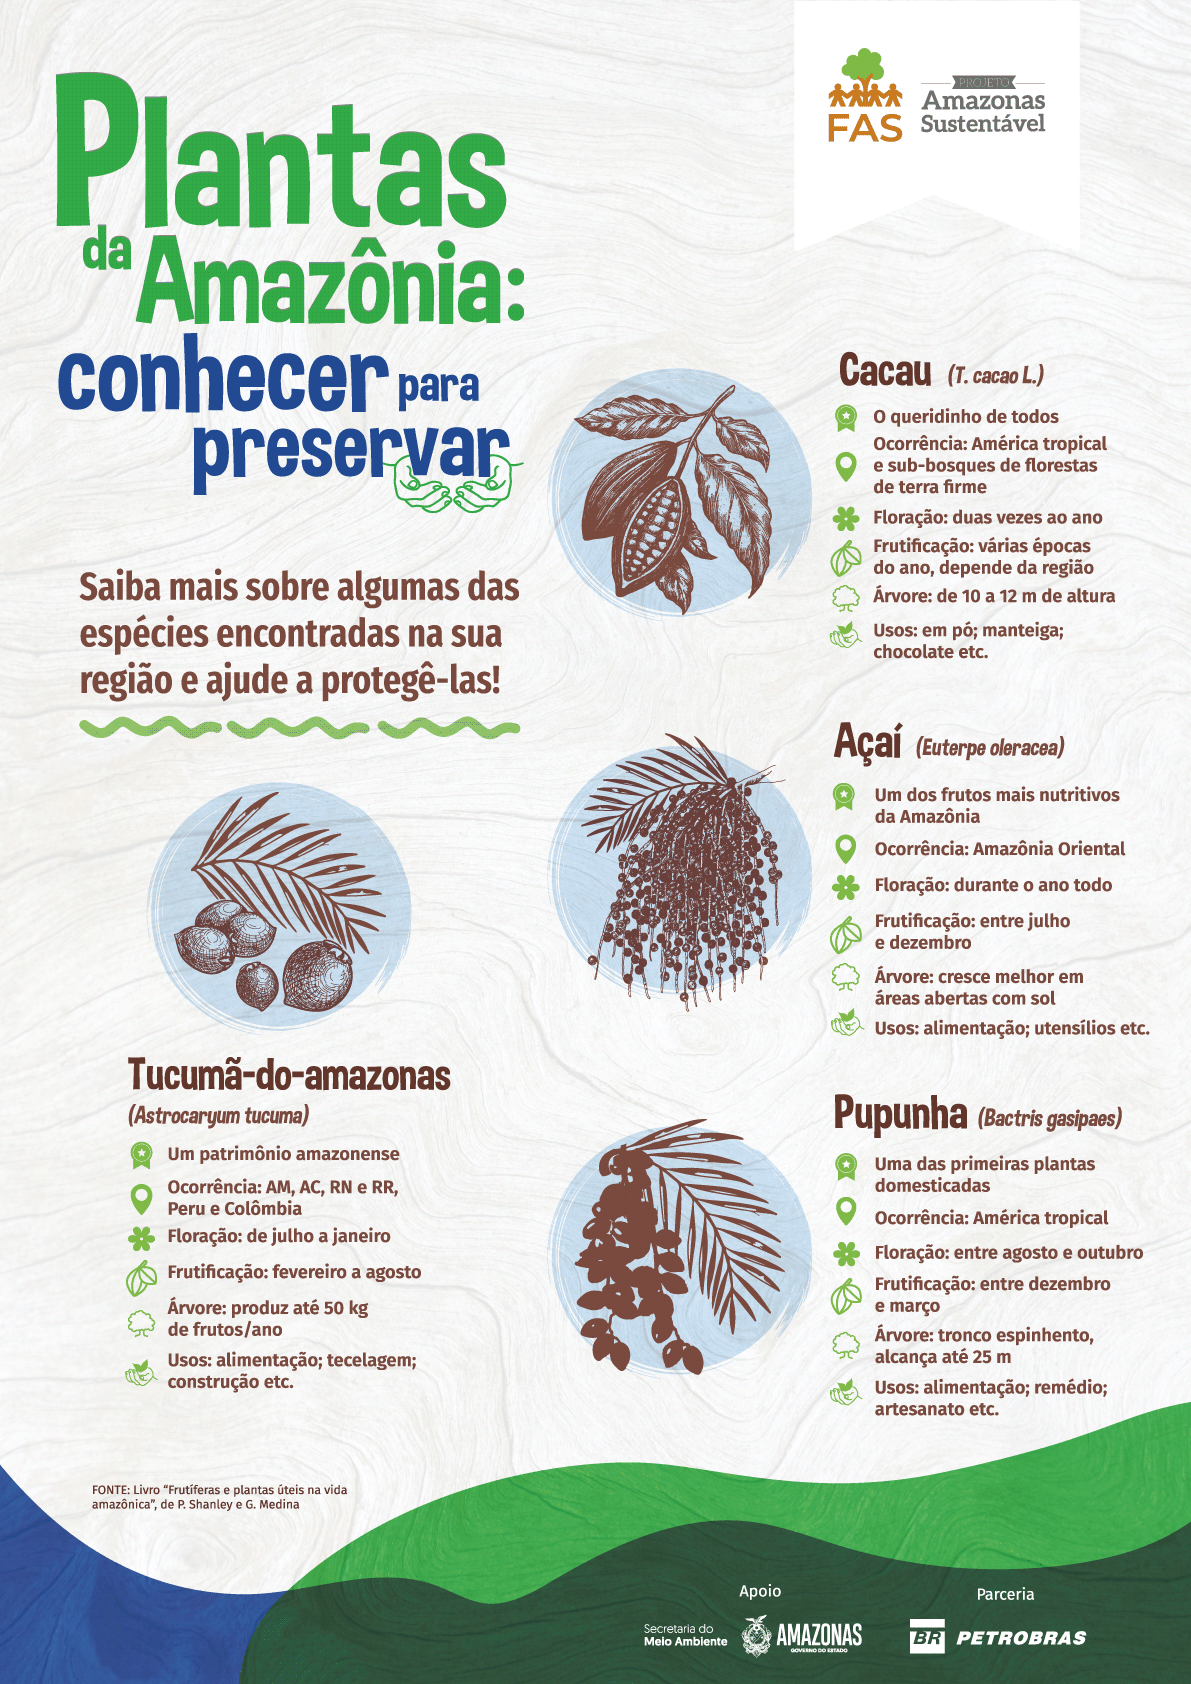 Plantas
da Amazônia:
conhecer para
preservar
FAS
PROJETO
Amazonas
Sustentável
Saiba mais sobre algumas das
espécies encontradas na sua
região e ajude a protegê-las!
Cacau (T. cacao L.)
O queridinho de todos
Ocorrência: América tropical
e sub-bosques de florestas
de terra firme
Floração: duas vezes ao ano
Frutificação: várias épocas
do ano, depende da região
Árvore: de 10 a 12 m de altura
Usos: em pó; manteiga;
chocolate etc.
Açaí (Euterpe oleracea)
Um dos frutos mais nutritivos
da Amazônia
Ocorrência: Amazônia Oriental
Floração: durante o ano todo
Frutificação: entre julho
e dezembro
Árvore: cresce melhor em
áreas abertas com sol
Usos: alimentação; utensílios etc.
Tucumã-do-amazonas
(Astrocaryum tucuma)
Um patrimônio amazonense
Ocorrência: AM, AC, RN e RR,
Peru e Colômbia
Floração: de julho a janeiro
Frutificação: fevereiro a agosto
Árvore: produz até 50 kg
de frutos/ano
Usos: alimentação; tecelagem;
construção etc.
Pupunha (Bactris gasipaes)
Uma das primeiras plantas
domesticadas
Ocorrência: América tropical
Floração: entre agosto e outubro
Frutificação: entre dezembro
e março
Árvore: tronco espinhento,
alcança até 25 m
Usos: alimentação; remédio;
artesanato etc.
FONTE: Livro “Frutíferas e plantas úteis na vida
amazônica”, de P. Shanley e G. Medina
Apoio
Secretaria do
Meio Ambiente
AMAZONAS
GOVERNO DO ESTADO
Parceria
BR PETROBRAS